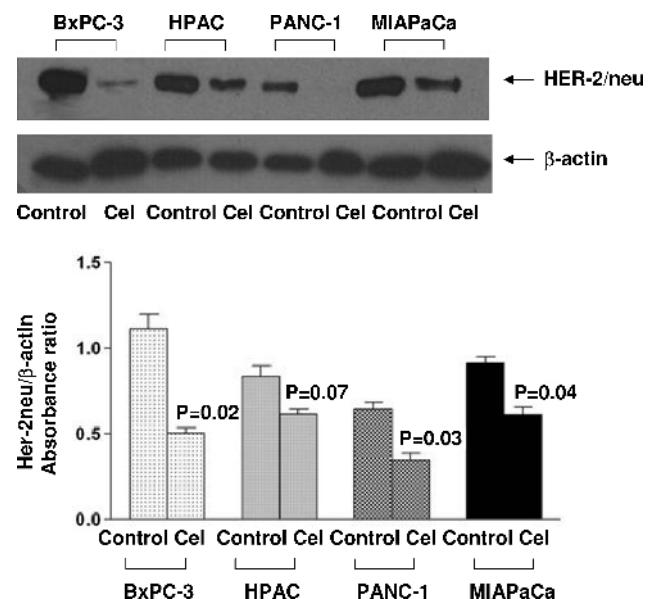 BxPC-3 HPAC PANC-1 MIAPaCa
HER-2/neu
β-actin
Control Cel Control Cel Control Cel Control Cel
Her-2neu/β-actin
Absorbance ratio
1.5
1.0
0.5
0.0
P=0.02
P=0.07
P=0.03
P=0.04
Control Cel Control Cel Control Cel Control Cel
BxPC-3 HPAC PANC-1 MIAPaCa